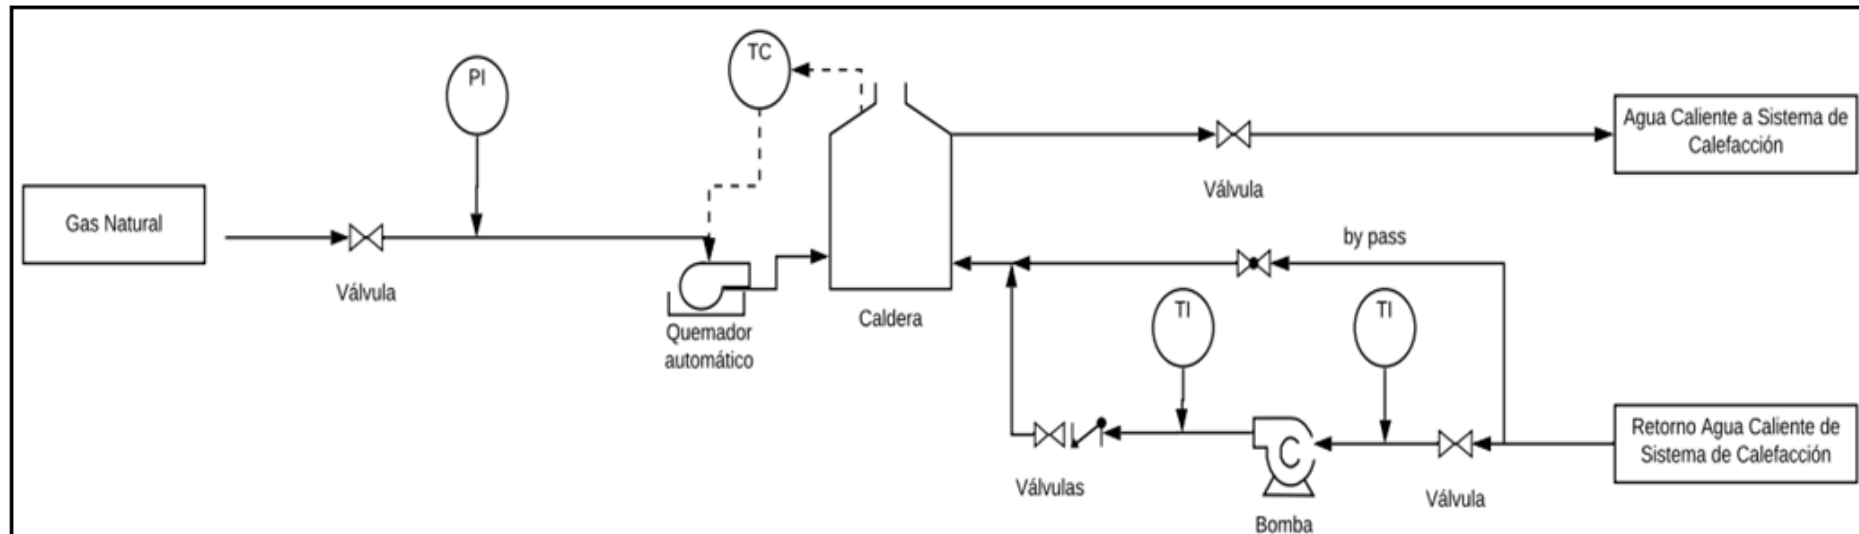 TC
PI
Agua Caliente a Sistema de
Calefacción
Válvula
Gas Natural
by pass
Válvula
Caldera
TI
TI
Quemador
automático
Retorno Agua Caliente de
Sistema de Calefacción
C
Válvulas
Válvula
Bomba